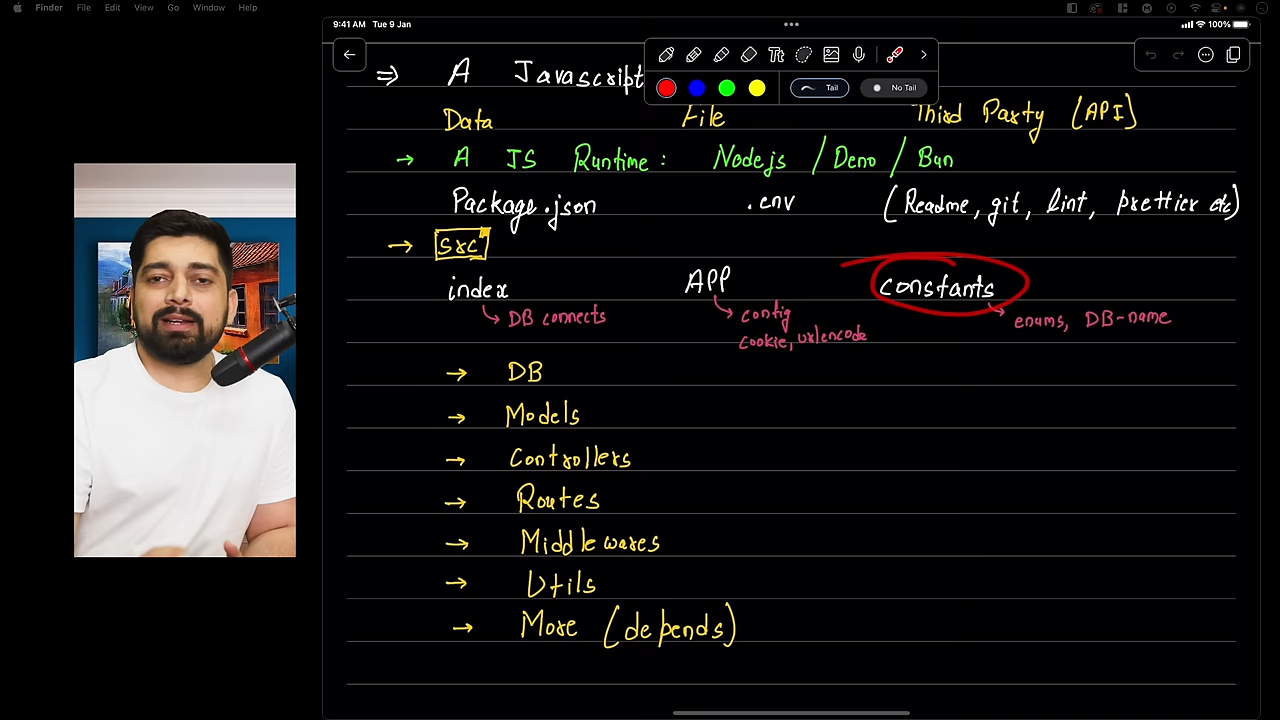 Finder File Edit View Go Window Help
9:41 AM Tue 9 Jan
100%
⇒ A Javascript
Tail No Tail
Data File Third Party (API)
→ A JS Runtime: Nodejs / Deno / Bun
Package.json .env (Readme, git, lint, prettier etc)
→ Src
index APP constants
DB connects config enums, DB-name
cookie, urlencode
→ DB
→ Models
→ Controllers
→ Routes
→ Middlewares
→ Utils
→ More (depends)